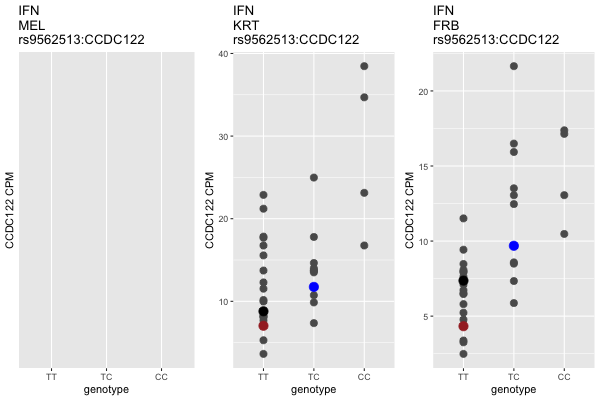 IFN
MEL
rs9562513:CCDC122
CCDC122 CPM
TT TC CC
genotype
IFN
KRT
rs9562513:CCDC122
40
30
20
10
CCDC122 CPM
TT TC CC
genotype
IFN
FRB
rs9562513:CCDC122
20
15
10
5
CCDC122 CPM
TT TC CC
genotype